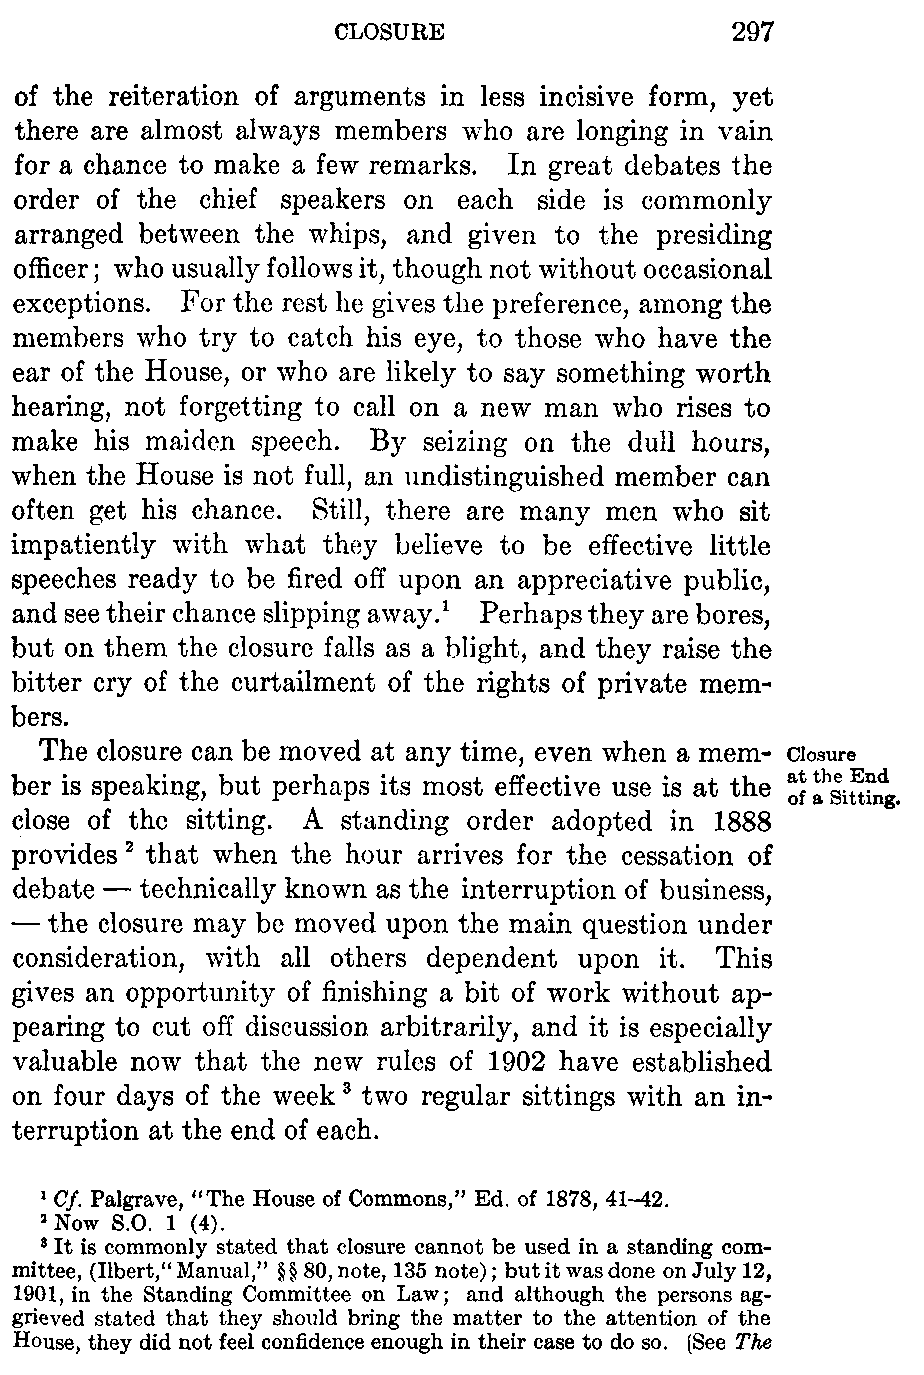 CLOSURE 297
of the reiteration of arguments in less incisive form, yet
there are almost always members who are longing in vain
for a chance to make a few remarks. In great debates the
order of the chief speakers on each side is commonly
arranged between the whips, and given to the presiding
officer; who usually follows it, though not without occasional
exceptions. For the rest he gives the preference, among the
members who try to catch his eye, to those who have the
ear of the House, or who are likely to say something worth
hearing, not forgetting to call on a new man who rises to
make his maiden speech. By seizing on the dull hours,
when the House is not full, an undistinguished member can
often get his chance. Still, there are many men who sit
impatiently with what they believe to be effective little
speeches ready to be fired off upon an appreciative public,
and see their chance slipping away.¹ Perhaps they are bores,
but on them the closure falls as a blight, and they raise the
bitter cry of the curtailment of the rights of private mem-
bers.
The closure can be moved at any time, even when a mem-
ber is speaking, but perhaps its most effective use is at the
close of the sitting. A standing order adopted in 1888
provides ² that when the hour arrives for the cessation of
debate — technically known as the interruption of business,
— the closure may be moved upon the main question under
consideration, with all others dependent upon it. This
gives an opportunity of finishing a bit of work without ap-
pearing to cut off discussion arbitrarily, and it is especially
valuable now that the new rules of 1902 have established
on four days of the week ³ two regular sittings with an in-
terruption at the end of each.
Closure
at the End
of a Sitting.
¹ Cf. Palgrave, "The House of Commons," Ed. of 1878, 41–42.
² Now S.O. 1 (4).
³ It is commonly stated that closure cannot be used in a standing com-
mittee, (Ilbert, "Manual," §§ 80, note, 135 note); but it was done on July 12,
1901, in the Standing Committee on Law; and although the persons ag-
grieved stated that they should bring the matter to the attention of the
House, they did not feel confidence enough in their case to do so. (See The